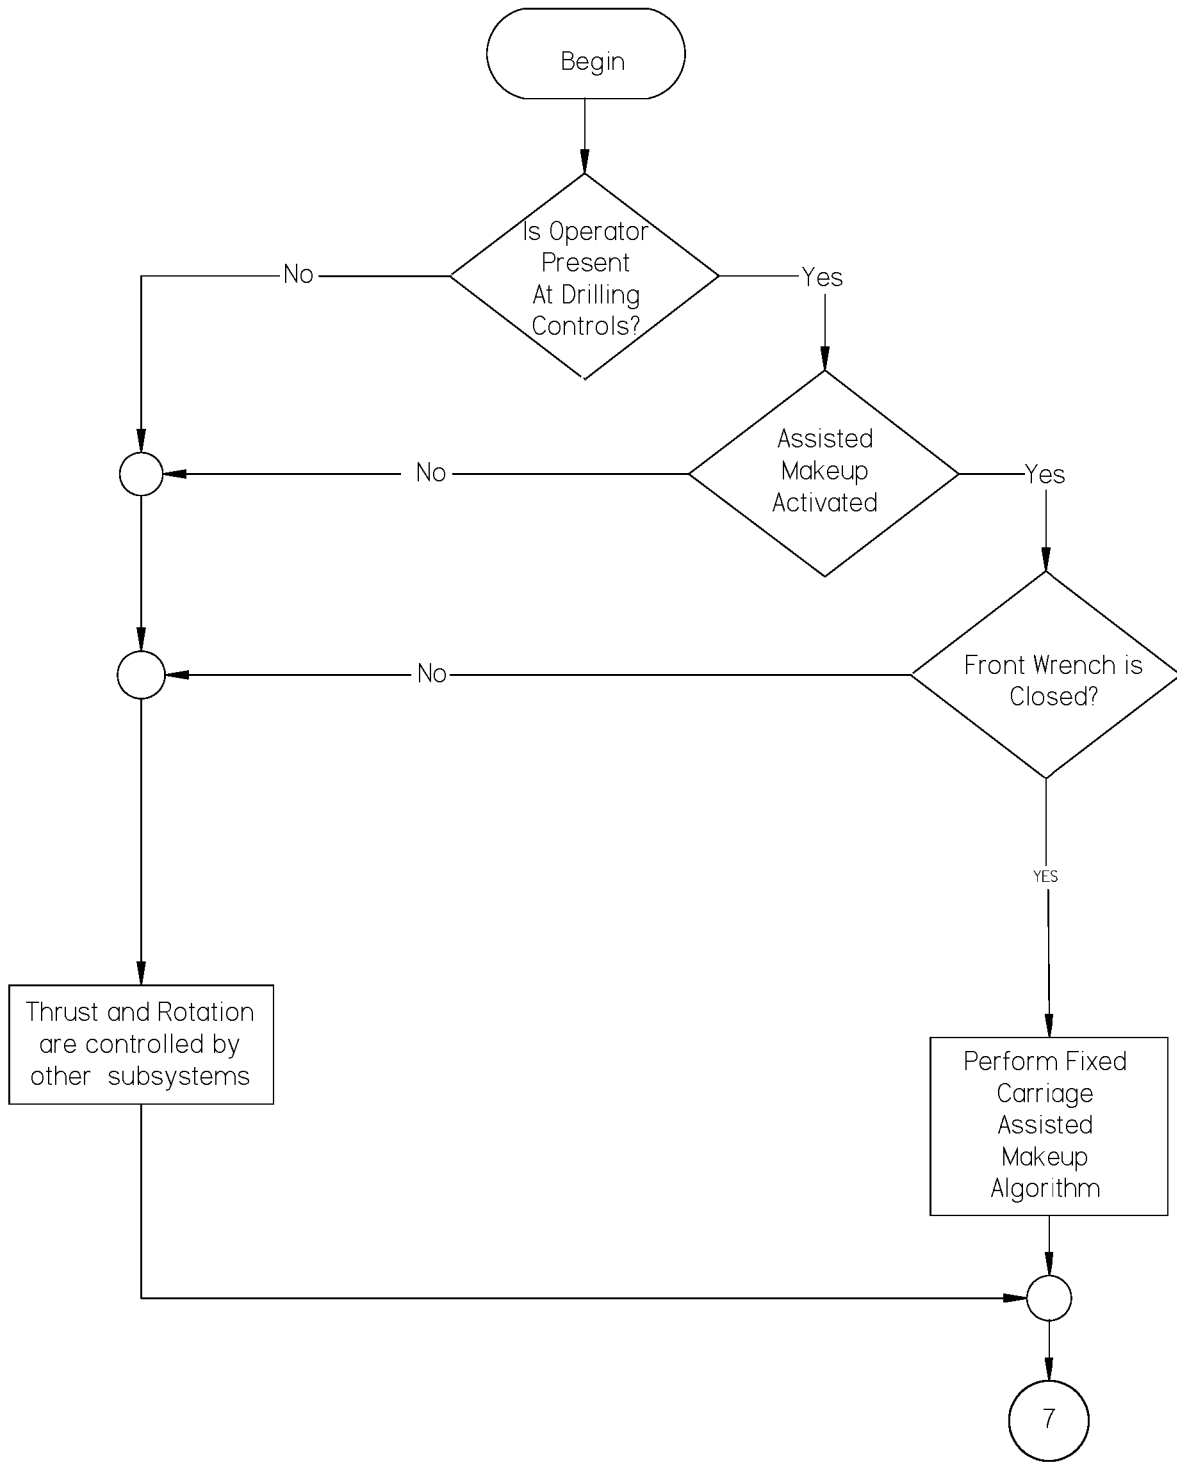 Begin
Is Operator
Present
At Drilling
Controls?
No
Yes
Assisted
Makeup
Activated
No
Yes
Front Wrench is
Closed?
No
YES
Thrust and Rotation
are controlled by
other subsystems
Perform Fixed
Carriage
Assisted
Makeup
Algorithm
7